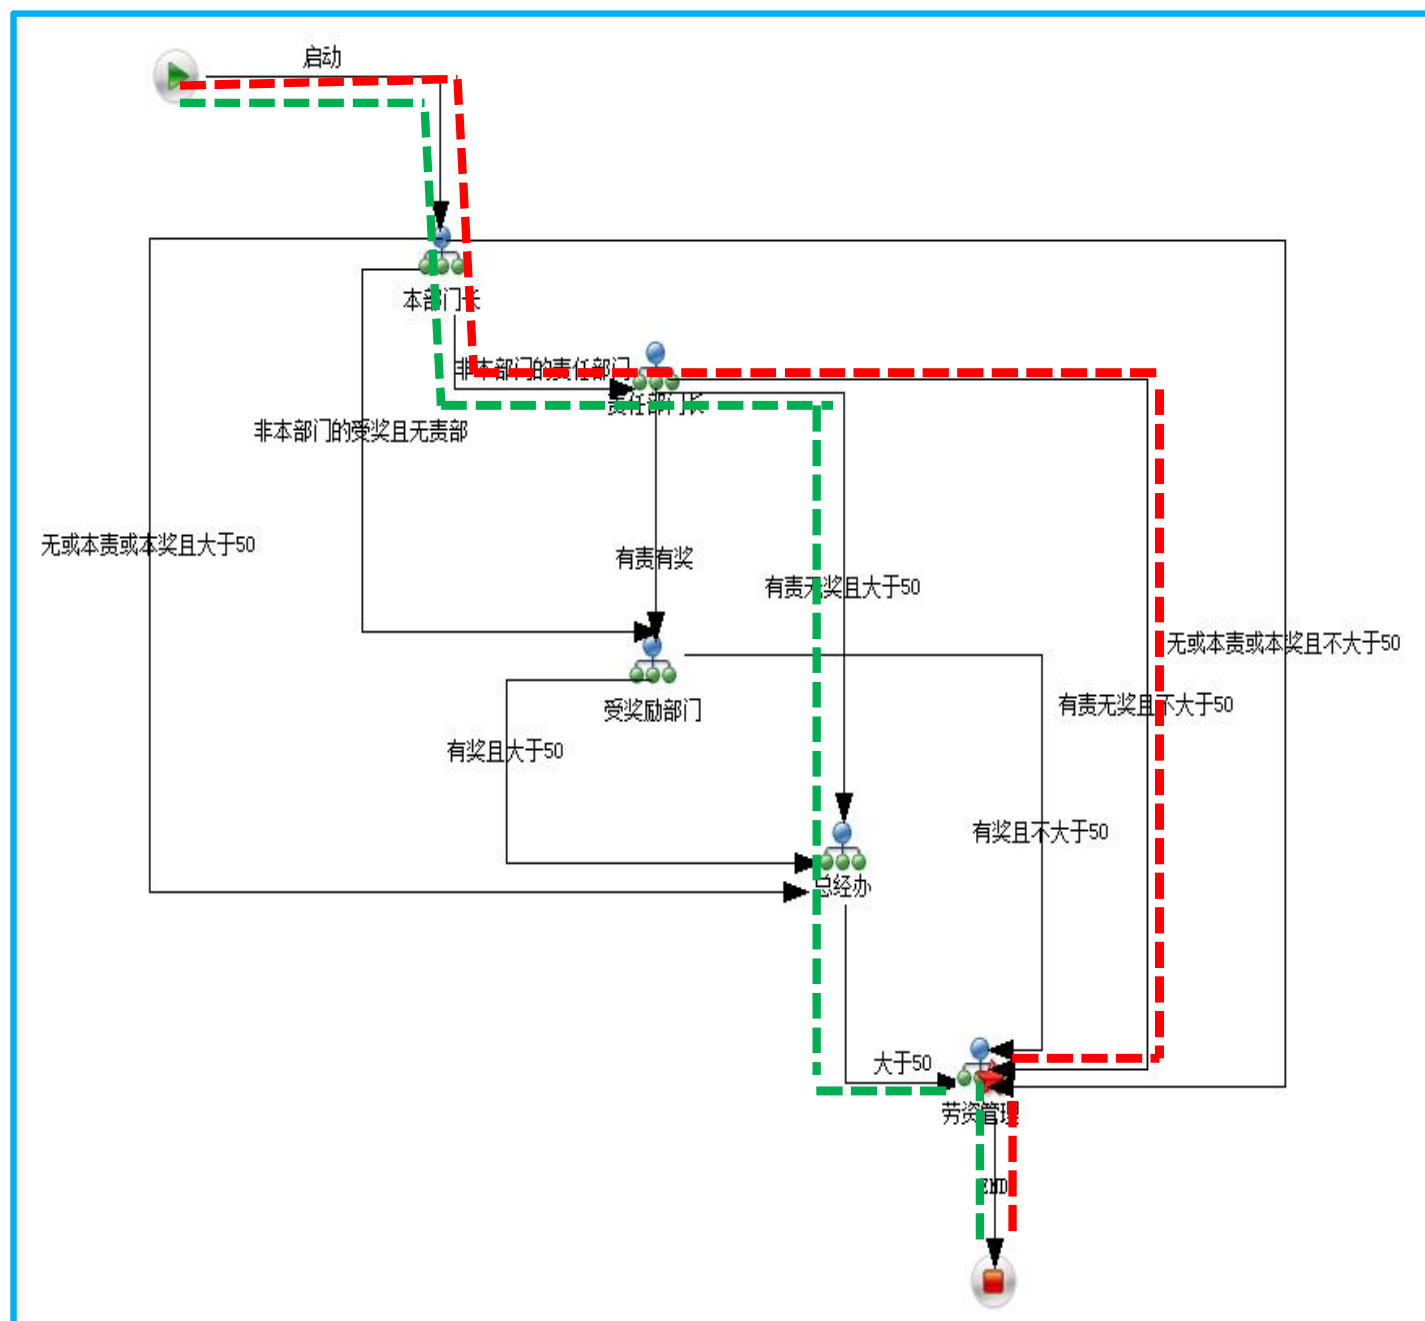 启动
本部门长
非本部门的责任部门
责任部门长
非本部门的受奖且无责部
无或本责或本奖且大于50
有责有奖
有责无奖且大于50
无或本责或本奖且不大于50
有责无奖且不大于50
受奖励部门
有奖且大于50
有奖且不大于50
总经办
大于50
劳资管理
END